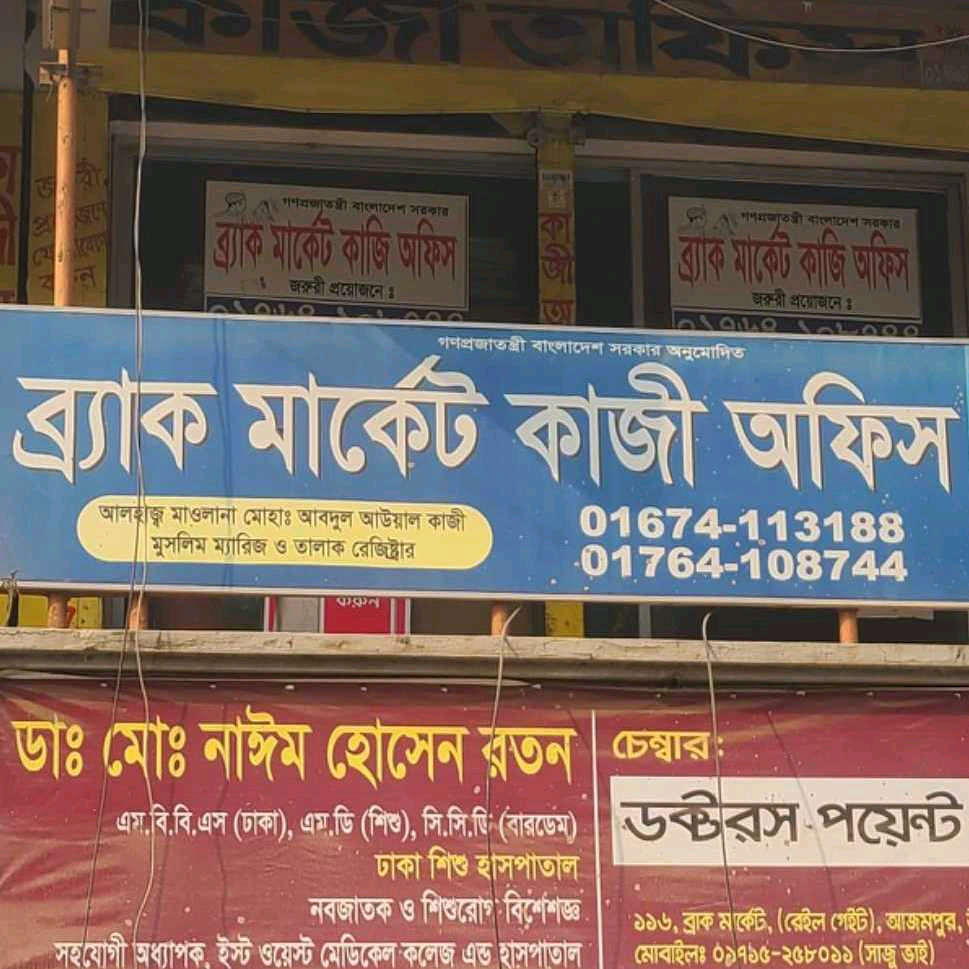 কাজী অফিস
গণপ্রজাতন্ত্রী বাংলাদেশ সরকার
ব্র্যাক মার্কেট কাজি অফিস
জরুরী প্রয়োজনে ঃ
গণপ্রজাতন্ত্রী বাংলাদেশ সরকার
ব্র্যাক মার্কেট কাজি অফিস
জরুরী প্রয়োজনে ঃ
গণপ্রজাতন্ত্রী বাংলাদেশ সরকার অনুমোদিত
ব্র্যাক মার্কেট কাজী অফিস
আলহাজ্ব মাওলানা মোহাঃ আবদুল আউয়াল কাজী
মুসলিম ম্যারিজ ও তালাক রেজিষ্ট্রার
01674-113188
01764-108744
করুন
ডাঃ মোঃ নাঈম হোসেন রতন
এম.বি.বি.এস (ঢাকা), এম.ডি (শিশু), সি.সি.ডি (বারডেম)
ঢাকা শিশু হাসপাতাল
নবজাতক ও শিশুরোগ বিশেশজ্ঞ
সহযোগী অধ্যাপক, ইস্ট ওয়েস্ট মেডিকেল কলেজ এন্ড হাসপাতাল
চেম্বার:
ডক্টরস পয়েন্ট
১১৬, ব্রাক মার্কেট, (রেইল গেইট), আজমপুর,
মোবাইলঃ ০১৭১৫-২৫৮০১১ (সাজু ভাই)